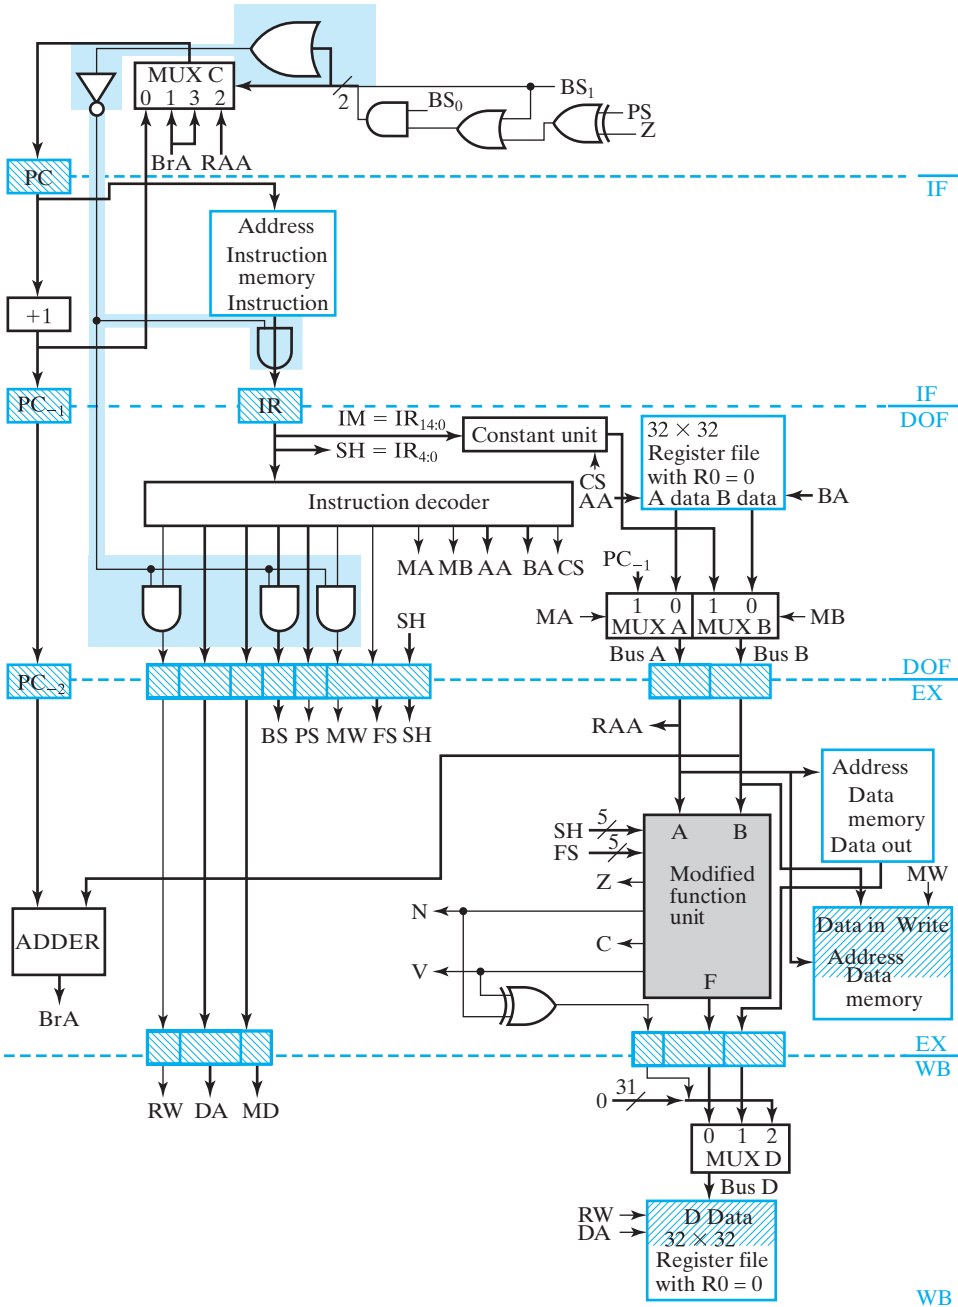 MUX C
0 1 3 2
2
BS₀
BS₁
PS
Z
BrA RAA
PC
IF
Address
Instruction
memory
Instruction
+1
PC₋₁
IR
IF
DOF
IM = IR₁₄:₀
SH = IR₄:₀
Constant unit
CS
32 × 32
Register file
with R0 = 0
A data B data
AA
BA
Instruction decoder
MA MB AA BA CS
PC₋₁
1 0 1 0
MUX A MUX B
MA
MB
SH
Bus A
Bus B
PC₋₂
DOF
EX
BS PS MW FS SH
RAA
Address
Data
memory
Data out
SH
5
FS
5
A B
Modified
function
unit
F
Z
N
C
V
MW
Data in Write
Address
Data
memory
ADDER
BrA
EX
WB
RW DA MD
0
31
0 1 2
MUX D
Bus D
RW
DA
D Data
32 × 32
Register file
with R0 = 0
WB